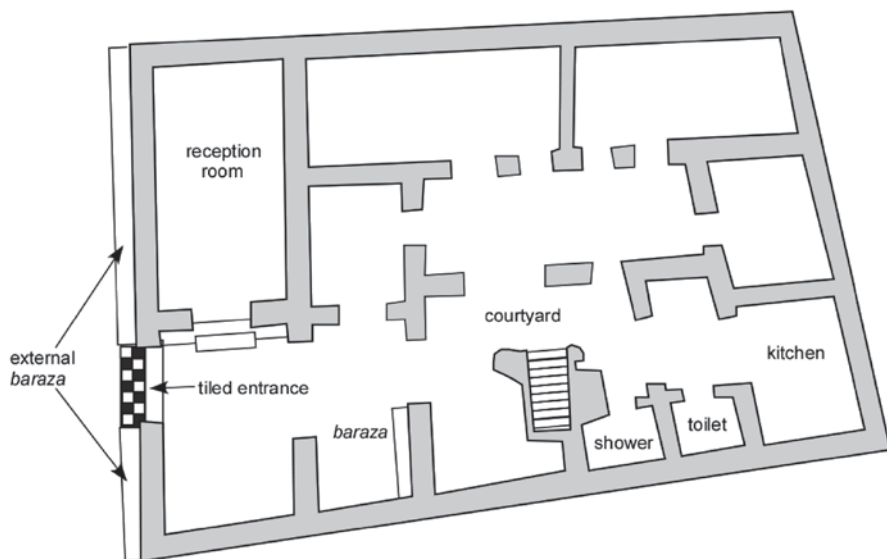 reception
room
courtyard
external
baraza
tiled entrance
kitchen
baraza
shower
toilet